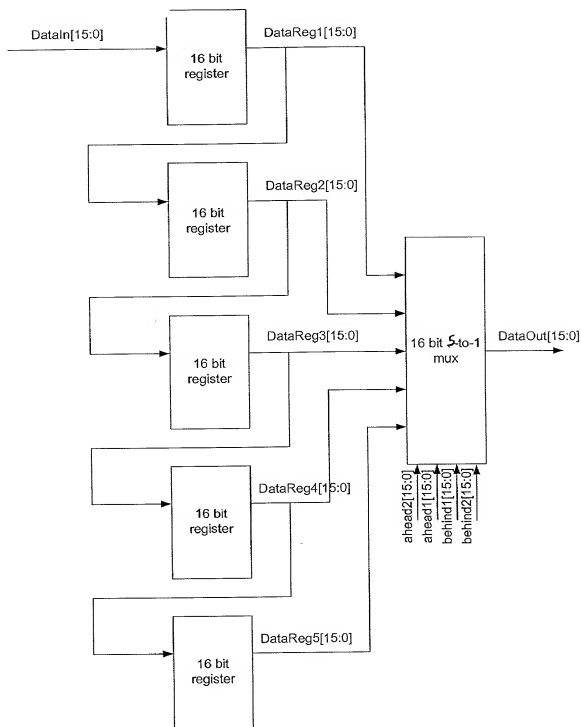 DataIn[15:0]
16 bit
register
DataReg1[15:0]
16 bit
register
DataReg2[15:0]
16 bit
register
DataReg3[15:0]
16 bit
register
DataReg4[15:0]
16 bit
register
DataReg5[15:0]
16 bit 5-to-1
mux
DataOut[15:0]
ahead2[15:0]
ahead1[15:0]
behind1[15:0]
behind2[15:0]